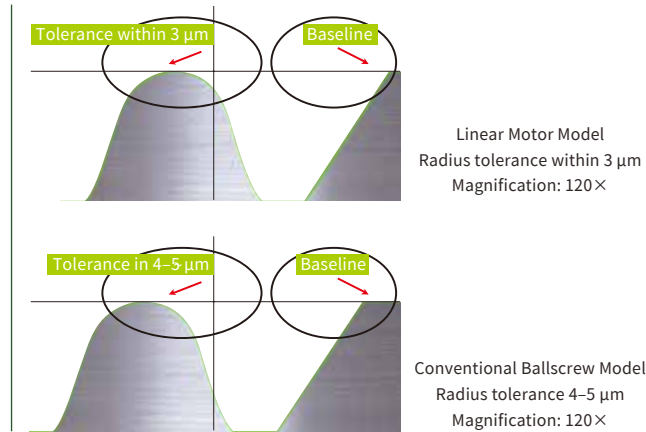 Tolerance within 3 μm
Baseline
Linear Motor Model
Radius tolerance within 3 μm
Magnification: 120×
Tolerance in 4–5 μm
Baseline
Conventional Ballscrew Model
Radius tolerance 4–5 μm
Magnification: 120×